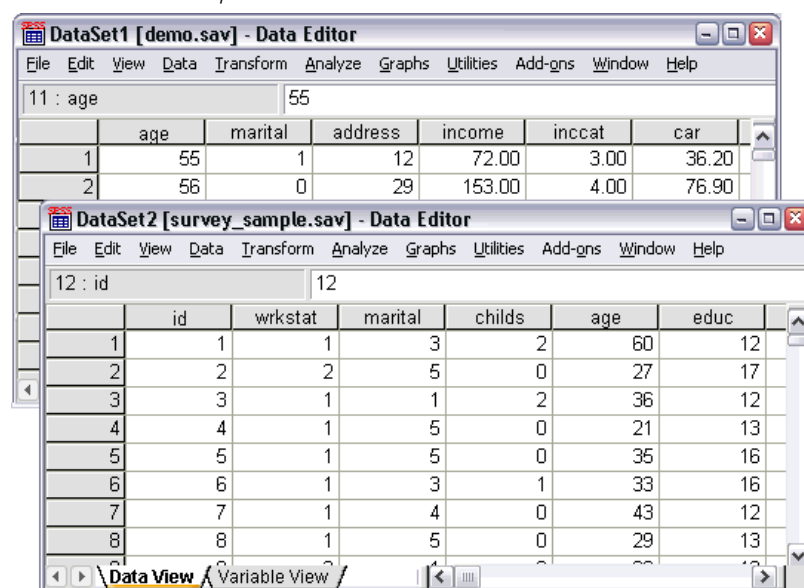 DataSet1 [demo.sav] - Data Editor
File Edit View Data Transform Analyze Graphs Utilities Add-ons Window Help
11 : age 55
age marital address income inccat car
1 55 1 12 72.00 3.00 36.20
2 56 0 29 153.00 4.00 76.90
DataSet2 [survey_sample.sav] - Data Editor
File Edit View Data Transform Analyze Graphs Utilities Add-ons Window Help
12 : id 12
id wrkstat marital childs age educ
1 1 1 3 2 60 12
2 2 2 5 0 27 17
3 3 1 1 2 36 12
4 4 1 5 0 21 13
5 5 1 5 0 35 16
6 6 1 3 1 33 16
7 7 1 4 0 43 12
8 8 1 5 0 29 13
Data View Variable View